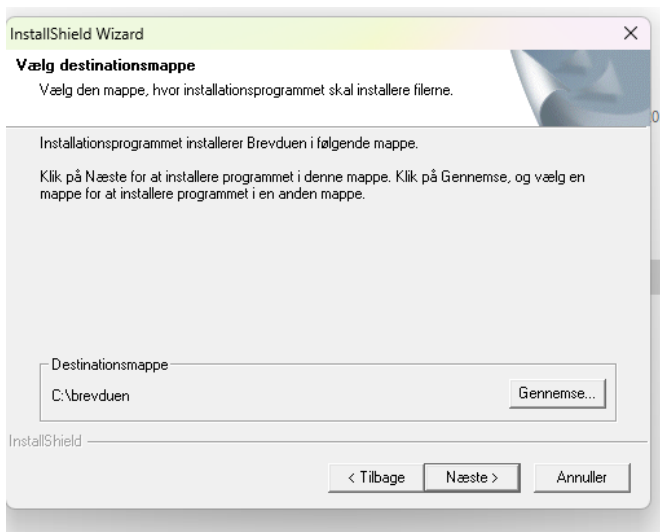 InstallShield Wizard
Vælg destinationsmappe
Vælg den mappe, hvor installationsprogrammet skal installere filerne.
Installationsprogrammet installerer Brevduen i følgende mappe.
Klik på Næste for at installere programmet i denne mappe. Klik på Gennemse, og vælg en
mappe for at installere programmet i en anden mappe.
Destinationsmappe
C:\brevduen
Gennemse...
InstallShield
< Tilbage
Næste >
Annuller